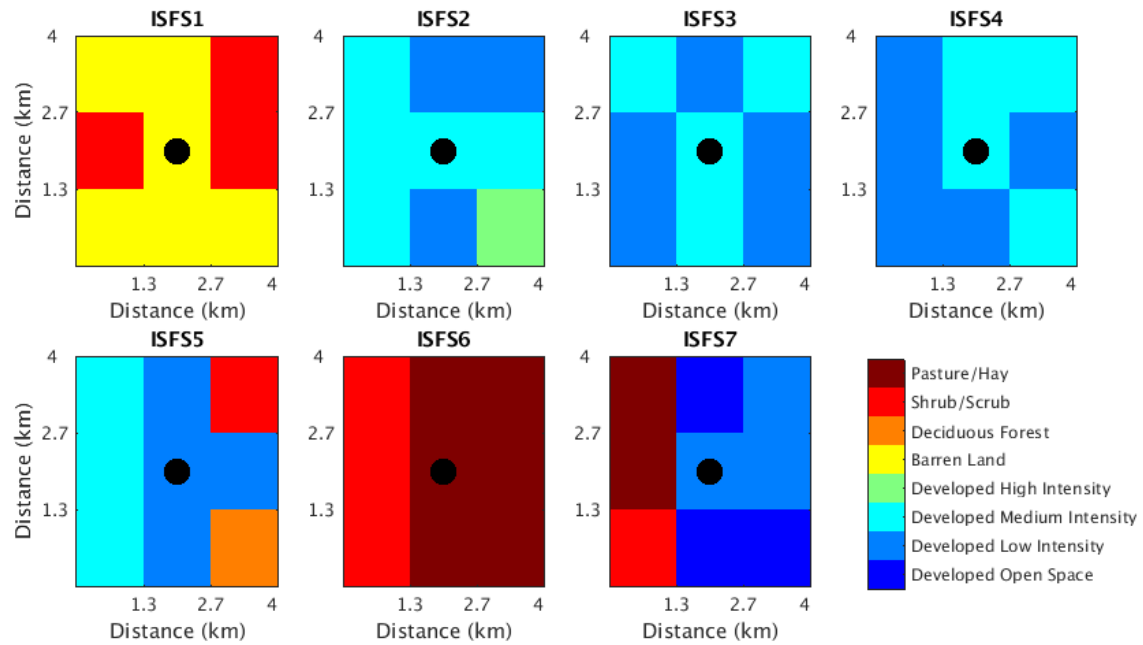 ISFS1
ISFS2
ISFS3
ISFS4
4
2.7
1.3
Distance (km)
1.3
2.7
4
Distance (km)
4
2.7
1.3
1.3
2.7
4
Distance (km)
4
2.7
1.3
1.3
2.7
4
Distance (km)
4
2.7
1.3
1.3
2.7
4
Distance (km)
ISFS5
ISFS6
ISFS7
4
2.7
1.3
Distance (km)
1.3
2.7
4
Distance (km)
4
2.7
1.3
1.3
2.7
4
Distance (km)
4
2.7
1.3
1.3
2.7
4
Distance (km)
Pasture/Hay
Shrub/Scrub
Deciduous Forest
Barren Land
Developed High Intensity
Developed Medium Intensity
Developed Low Intensity
Developed Open Space